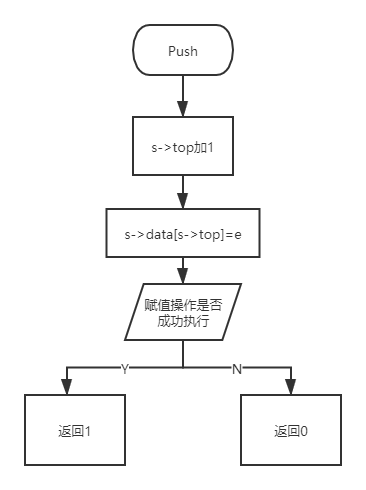 Push
s->top加1
s->data[s->top]=e
赋值操作是否
成功执行
Y
N
返回1
返回0